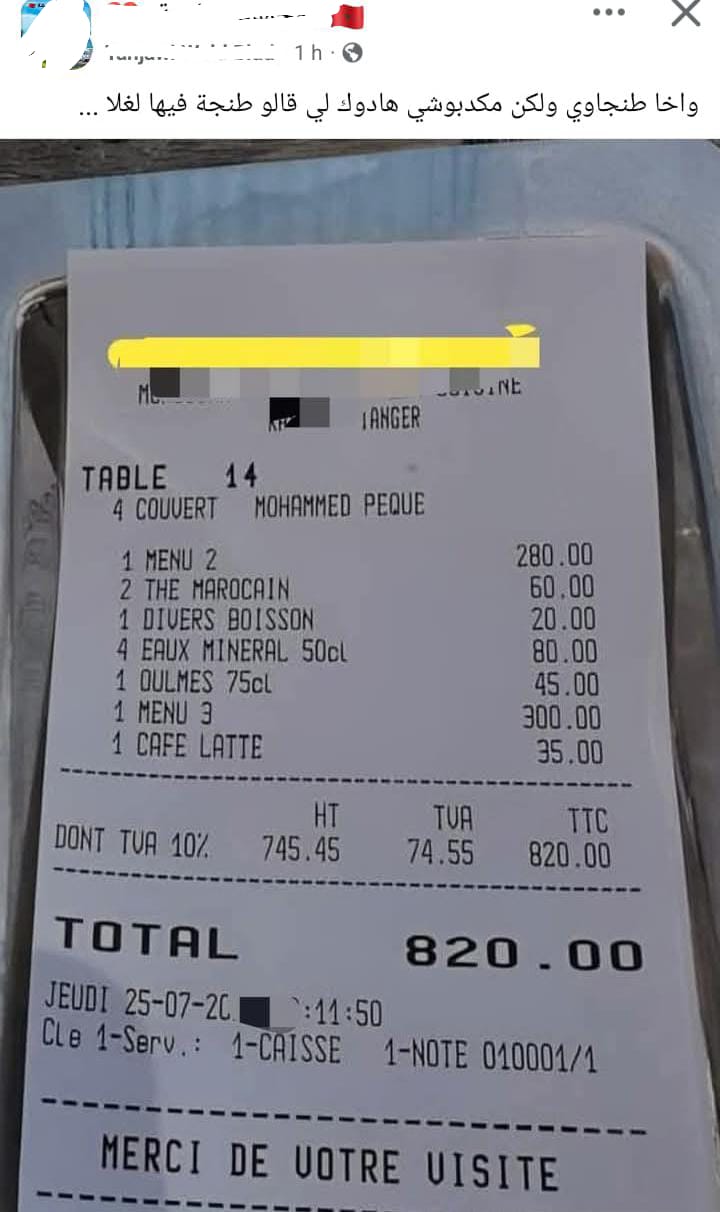 1 h
واخا طنجاوي ولكن مكدبوشي هادوك لي قالو طنجة فيها لغلا ...
TANGER
TABLE 14
4 COUVERT MOHAMMED PEQUE
1 MENU 2 280.00
2 THE MAROCAIN 60.00
1 DIVERS BOISSON 20.00
4 EAUX MINERAL 50cl 80.00
1 OULMES 75cl 45.00
1 MENU 3 300.00
1 CAFE LATTE 35.00
HT TVA TTC
DONT TVA 10% 745.45 74.55 820.00
TOTAL 820.00
JEUDI 25-07-20 :11:50
Cle 1-Serv.: 1-CAISSE 1-NOTE 010001/1
MERCI DE VOTRE VISITE